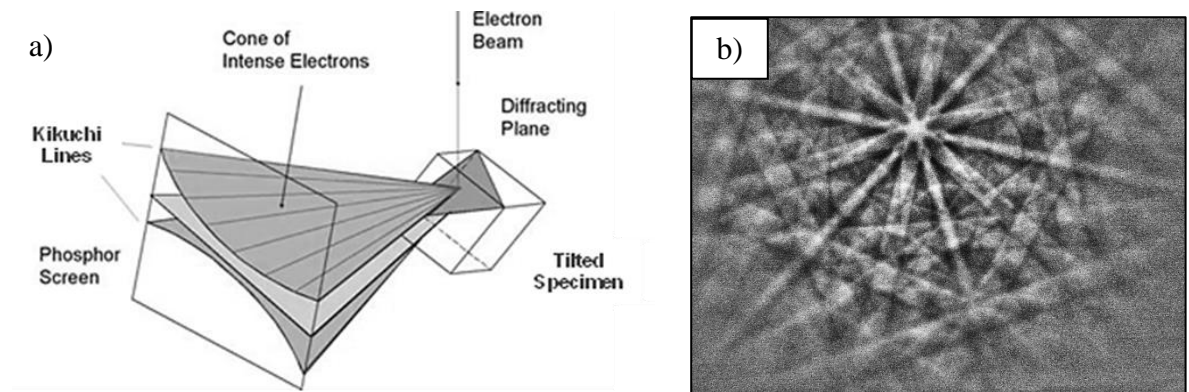 a)
Cone of
Intense Electrons
Electron
Beam
Diffracting
Plane
Kikuchi
Lines
Phosphor
Screen
Tilted
Specimen
b)